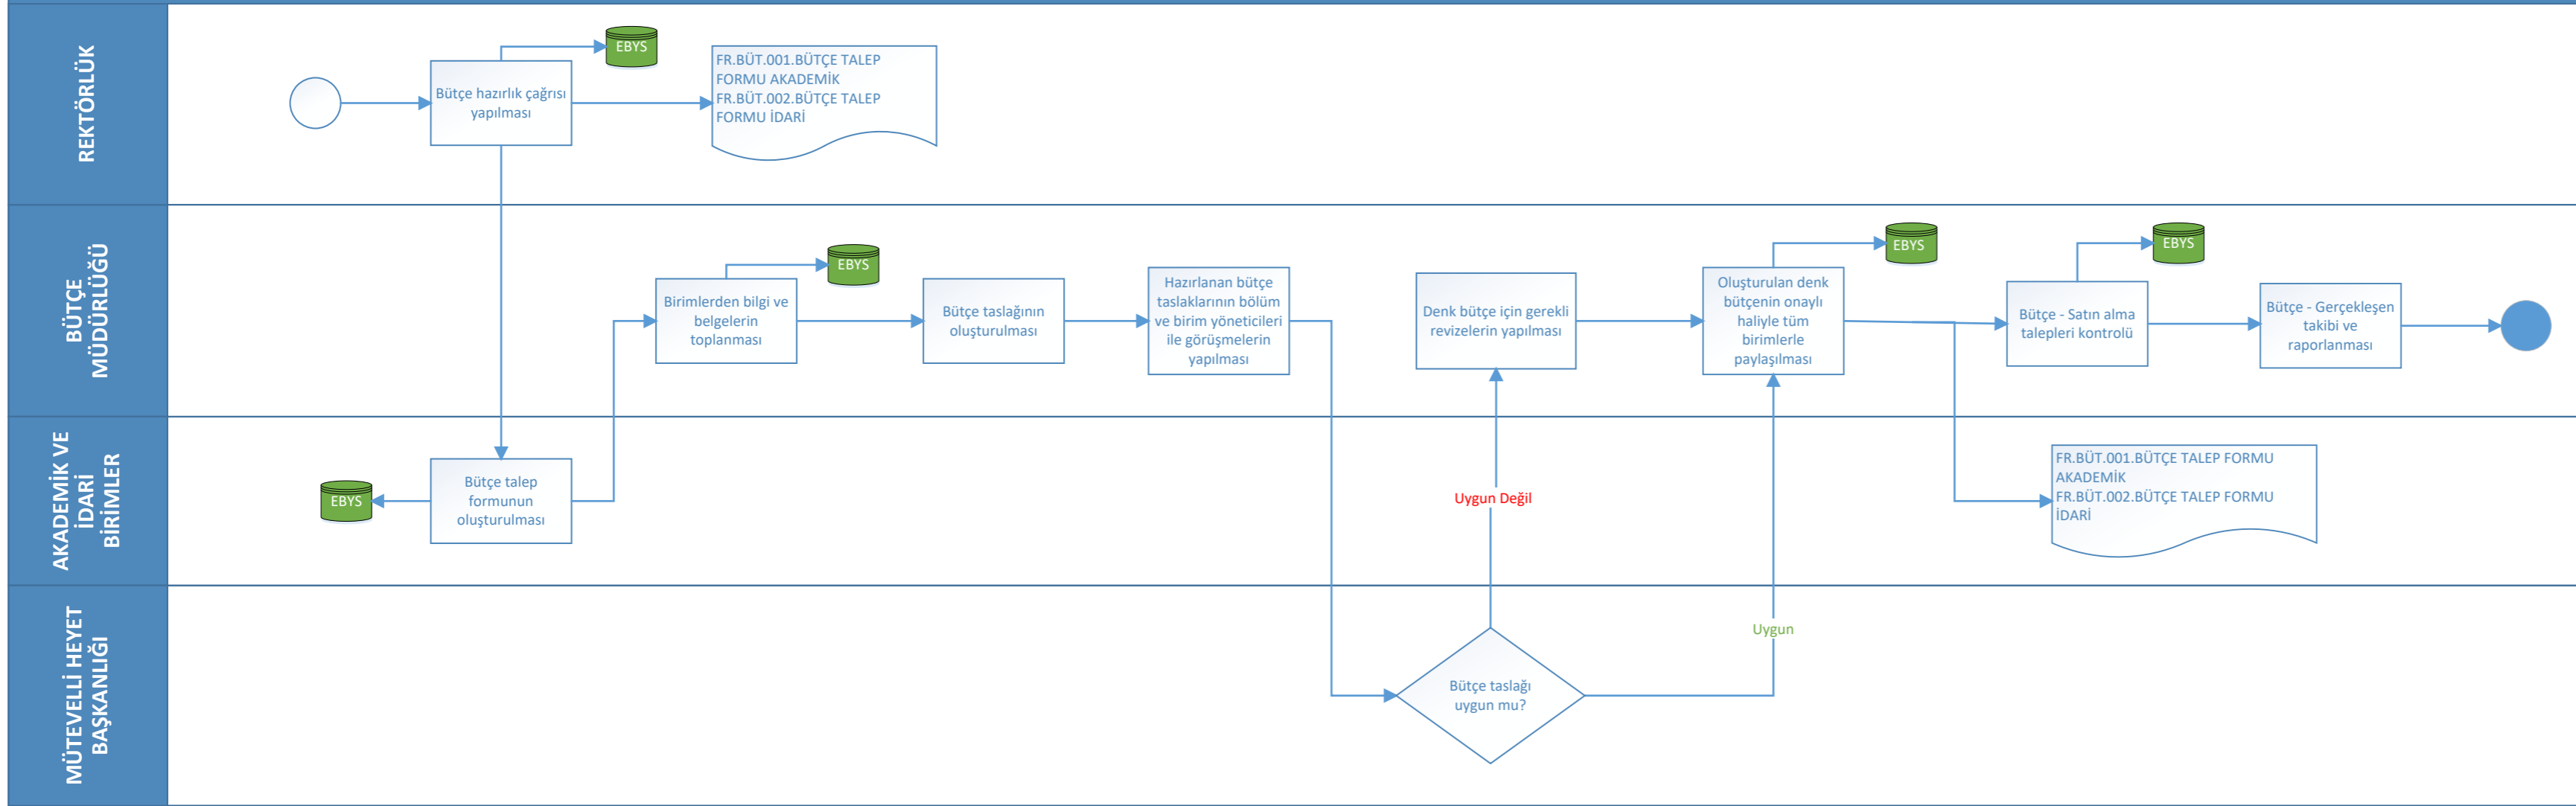 REKTÖRLÜK
EBYS
Bütçe hazırlık çağrısı
yapılması
FR.BÜT.001.BÜTÇE TALEP
FORMU AKADEMİK
FR.BÜT.002.BÜTÇE TALEP
FORMU İDARİ
BÜTÇE
MÜDÜRLÜĞÜ
Birimlerden bilgi ve
belgelerin
toplanması
EBYS
Bütçe taslağının
oluşturulması
Hazırlanan bütçe
taslaklarının bölüm
ve birim yöneticileri
ile görüşmelerin
yapılması
Denk bütçe için gerekli
revizelerin yapılması
Oluşturulan denk
bütçenin onaylı
haliyle tüm
birimlerle
paylaşılması
EBYS
Bütçe - Satın alma
talepleri kontrolü
EBYS
Bütçe - Gerçekleşen
takibi ve
raporlanması
AKADEMİK VE
İDARİ
BİRİMLER
EBYS
Bütçe talep
formunun
oluşturulması
Uygun Değil
FR.BÜT.001.BÜTÇE TALEP FORMU
AKADEMİK
FR.BÜT.002.BÜTÇE TALEP FORMU
İDARİ
MÜTEVELLİ HEYET
BAŞKANLIĞI
Bütçe taslağı
uygun mu?
Uygun